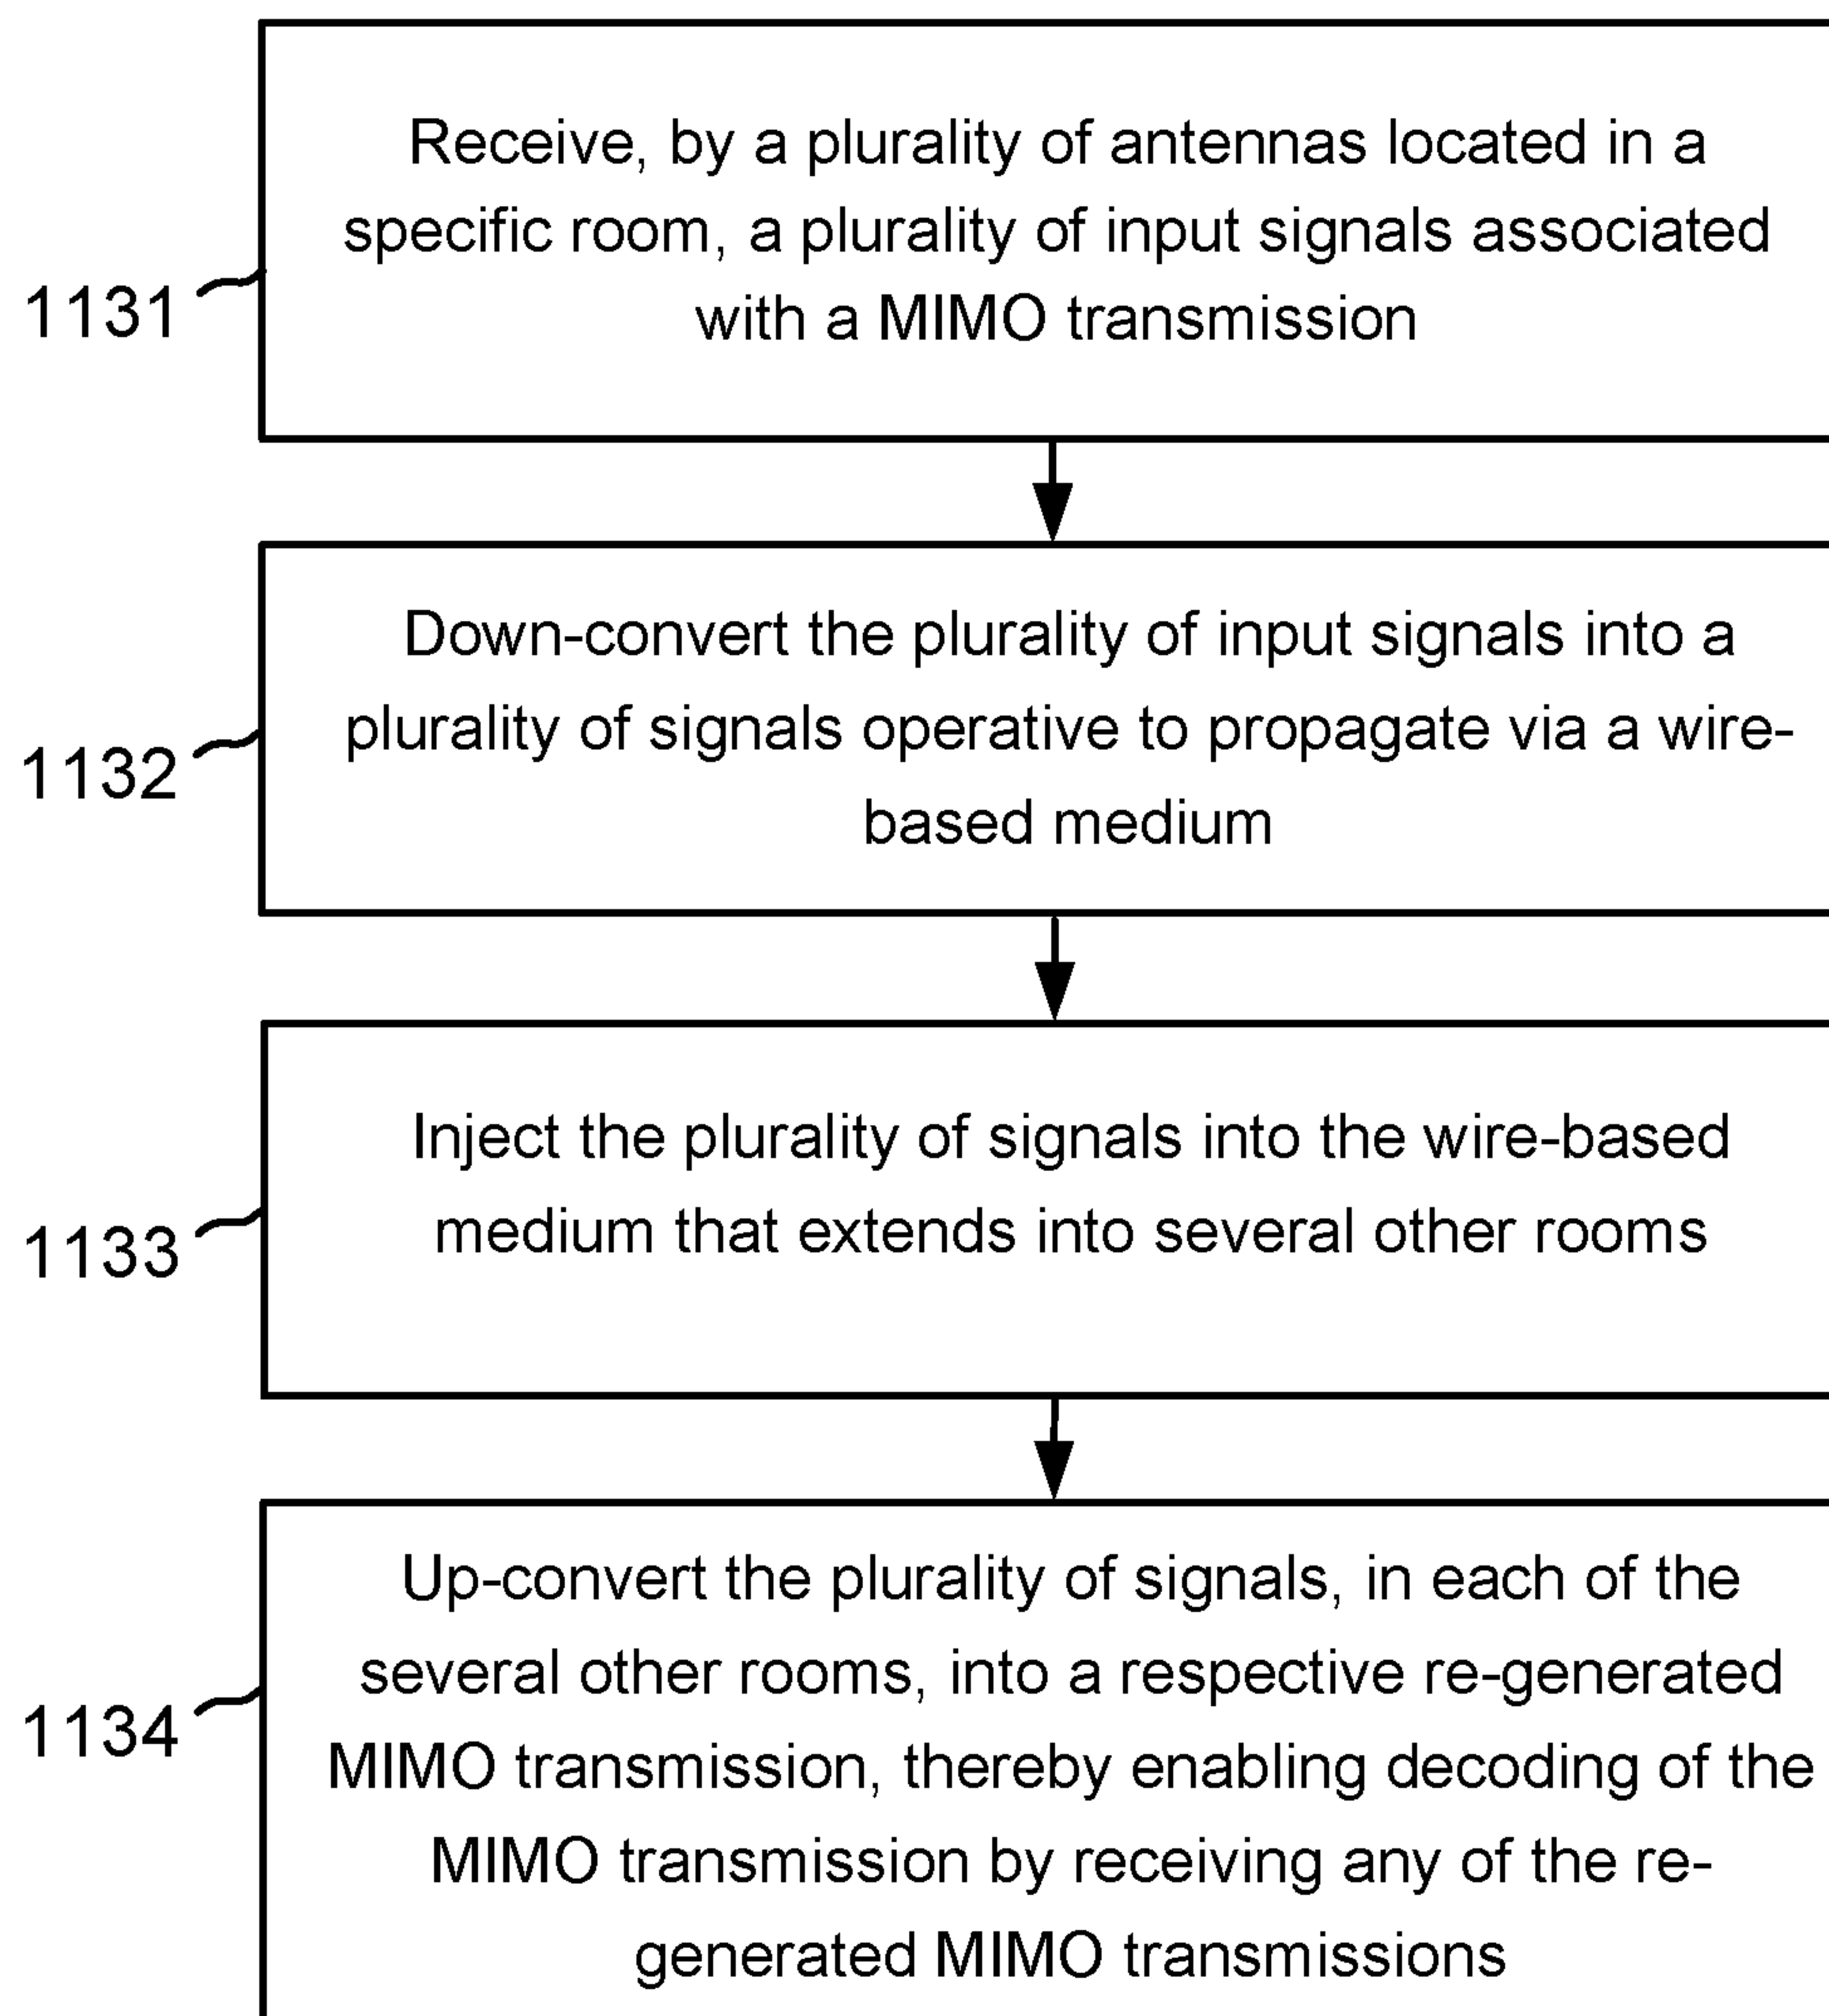 Receive, by a plurality of antennas located in a
specific room, a plurality of input signals associated
with a MIMO transmission
1131
Down-convert the plurality of input signals into a
plurality of signals operative to propagate via a wire-
based medium
1132
Inject the plurality of signals into the wire-based
medium that extends into several other rooms
1133
Up-convert the plurality of signals, in each of the
several other rooms, into a respective re-generated
MIMO transmission, thereby enabling decoding of the
MIMO transmission by receiving any of the re-
generated MIMO transmissions
1134